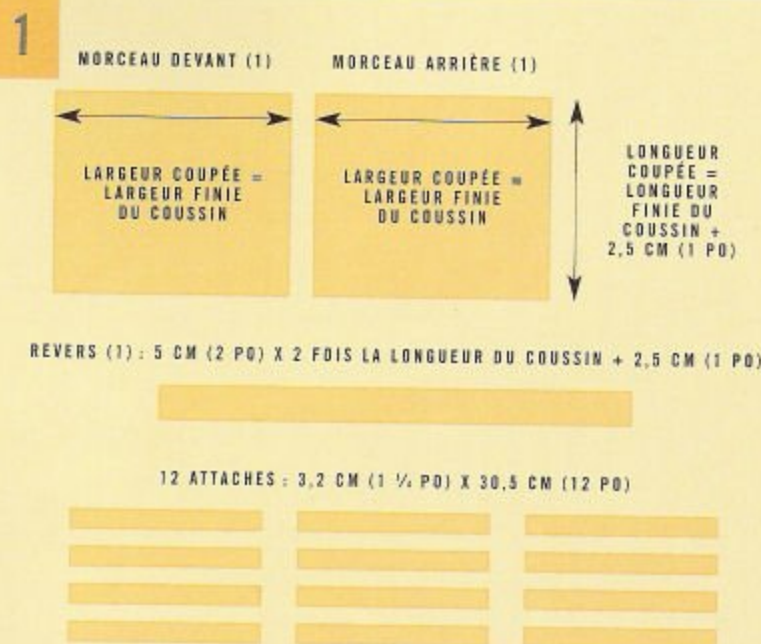 1
MORCEAU DEVANT (1)
MORCEAU ARRIÈRE (1)
LARGEUR COUPÉE =
LARGEUR FINIE
DU COUSSIN
LARGEUR COUPÉE =
LARGEUR FINIE
DU COUSSIN
LONGUEUR
COUPÉE =
LONGUEUR
FINIE DU
COUSSIN +
2,5 CM (1 PO)
REVERS (1) : 5 CM (2 PO) X 2 FOIS LA LONGUEUR DU COUSSIN + 2,5 CM (1 PO)
12 ATTACHES : 3,2 CM (1 ¼ PO) X 30,5 CM (12 PO)